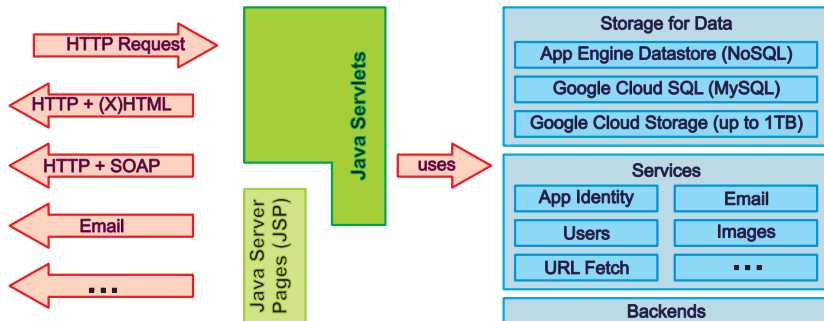 HTTP Request
HTTP + (X)HTML
HTTP + SOAP
Email
...
Java Servlets
Java Server
Pages (JSP)
uses
Storage for Data
App Engine Datastore (NoSQL)
Google Cloud SQL (MySQL)
Google Cloud Storage (up to 1TB)
Services
App Identity
Email
Users
Images
URL Fetch
...
Backends